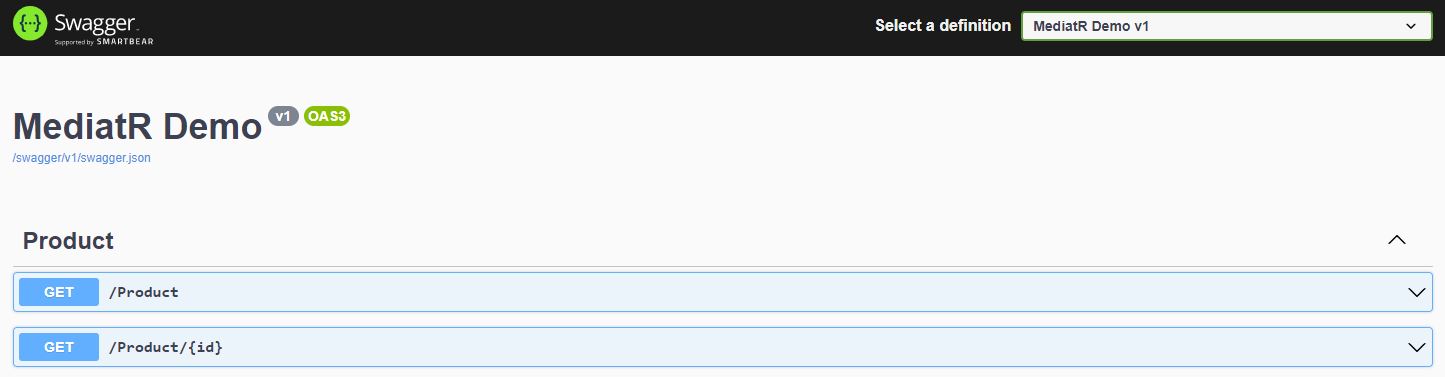 Swagger
Supported by SMARTBEAR
Select a definition
MediatR Demo v1
MediatR Demo v1 OAS3
/swagger/v1/swagger.json
Product
GET /Product
GET /Product/{id}